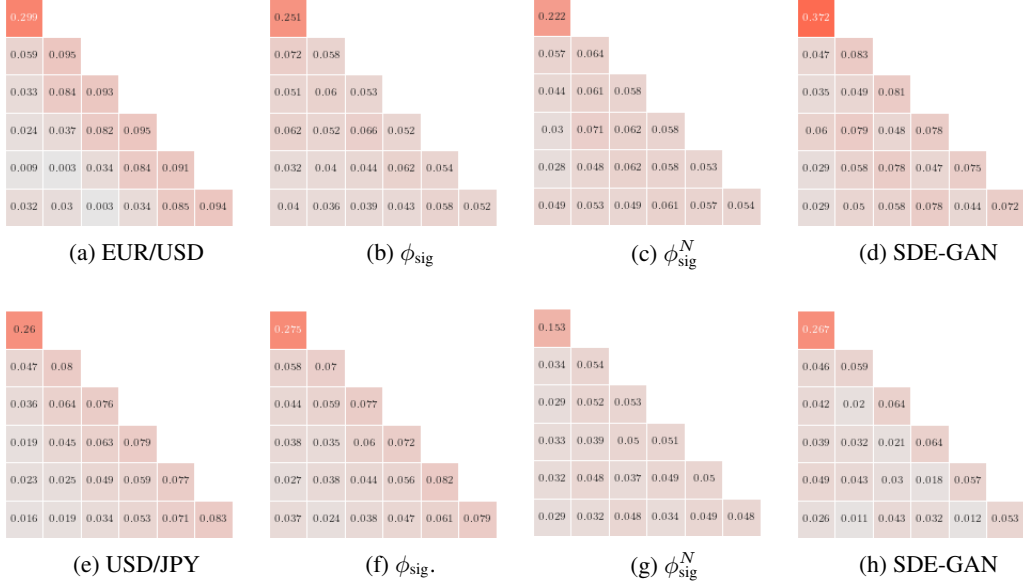 0.299 0.251 0.222 0.372
0.059 0.095 0.072 0.058 0.057 0.064 0.047 0.083
0.033 0.084 0.093 0.051 0.06 0.053 0.044 0.061 0.058 0.035 0.049 0.081
0.024 0.037 0.082 0.095 0.062 0.052 0.066 0.052 0.03 0.071 0.062 0.058 0.06 0.079 0.048 0.078
0.009 0.003 0.034 0.084 0.091 0.032 0.04 0.044 0.062 0.054 0.028 0.048 0.062 0.058 0.053 0.029 0.058 0.078 0.047 0.075
0.032 0.03 0.003 0.034 0.085 0.094 0.04 0.036 0.039 0.043 0.058 0.052 0.049 0.053 0.049 0.061 0.057 0.054 0.029 0.05 0.058 0.078 0.044 0.072
(a) EUR/USD (b) ϕ_sig (c) ϕ^N_sig (d) SDE-GAN
0.26 0.275 0.153 0.267
0.047 0.08 0.058 0.07 0.034 0.054 0.046 0.059
0.036 0.064 0.076 0.044 0.059 0.077 0.029 0.052 0.053 0.042 0.02 0.064
0.019 0.045 0.063 0.079 0.038 0.035 0.06 0.072 0.033 0.039 0.05 0.051 0.039 0.032 0.021 0.064
0.023 0.025 0.049 0.059 0.077 0.027 0.038 0.044 0.056 0.082 0.032 0.048 0.037 0.049 0.05 0.049 0.043 0.03 0.018 0.057
0.016 0.019 0.034 0.053 0.071 0.083 0.037 0.024 0.038 0.047 0.061 0.079 0.029 0.032 0.048 0.034 0.049 0.048 0.026 0.011 0.043 0.032 0.012 0.053
(e) USD/JPY (f) ϕ_sig. (g) ϕ^N_sig (h) SDE-GAN